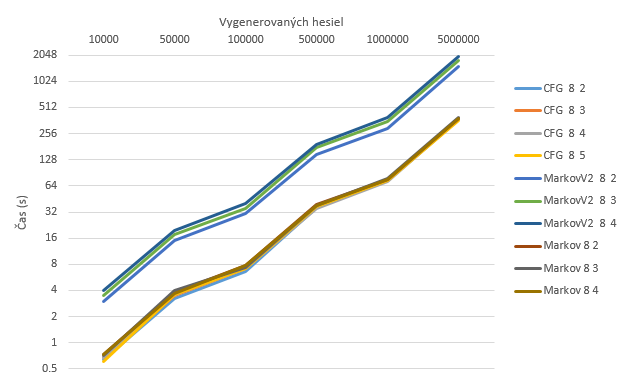 Vygenerovaných hesiel
10000 50000 100000 500000 1000000 5000000
2048
1024
512
256
128
64
32
16
8
4
2
1
0.5
Čas (s)
CFG 8 2
CFG 8 3
CFG 8 4
CFG 8 5
MarkovV2 8 2
MarkovV2 8 3
MarkovV2 8 4
Markov 8 2
Markov 8 3
Markov 8 4